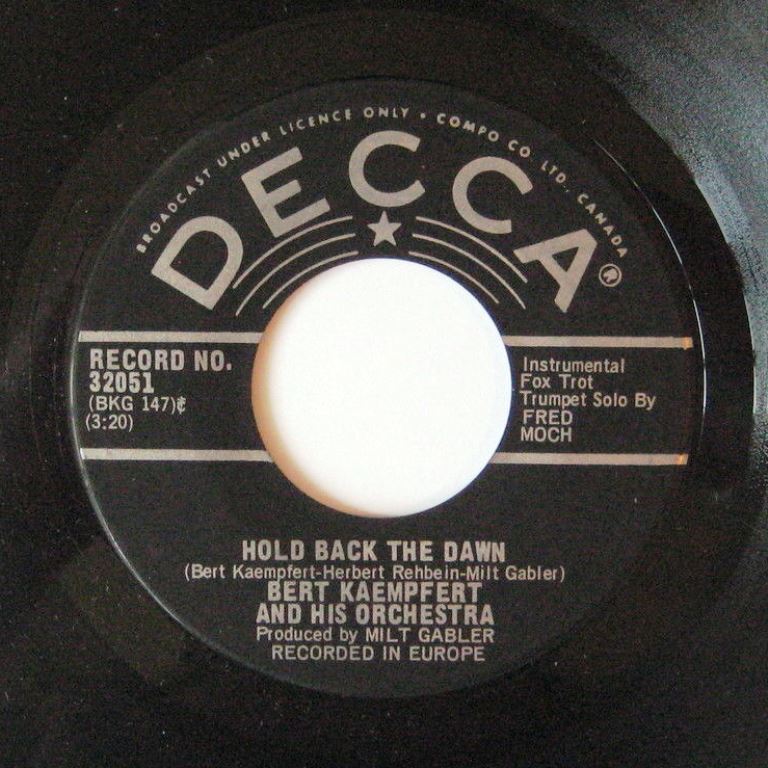 BROADCAST UNDER LICENCE ONLY • COMPO CO. LTD., CANADA
DECCA®
RECORD NO.
32051
(BKG 147)¢
(3:20)
Instrumental
Fox Trot
Trumpet Solo By
FRED
MOCH
HOLD BACK THE DAWN
(Bert Kaempfert-Herbert Rehbein-Milt Gabler)
BERT KAEMPFERT
AND HIS ORCHESTRA
Produced by MILT GABLER
RECORDED IN EUROPE